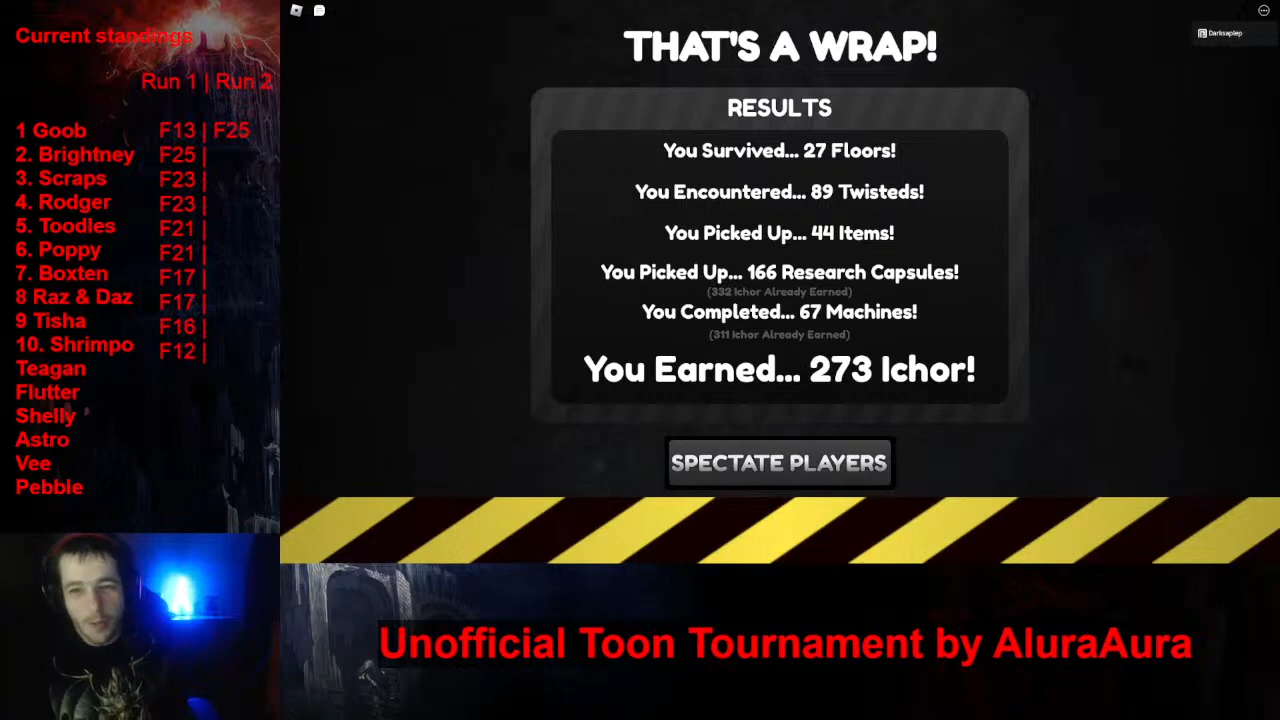 Current standings
Run 1 | Run 2
1 Goob F13 | F25
2. Brightney F25 |
3. Scraps F23 |
4. Rodger F23 |
5. Toodles F21 |
6. Poppy F21 |
7. Boxten F17 |
8 Raz & Daz F17 |
9 Tisha F16 |
10. Shrimpo F12 |
Teagan
Flutter
Shelly
Astro
Vee
Pebble
THAT'S A WRAP!
RESULTS
You Survived... 27 Floors!
You Encountered... 89 Twisteds!
You Picked Up... 44 Items!
You Picked Up... 166 Research Capsules!
(332 Ichor Already Earned)
You Completed... 67 Machines!
(311 Ichor Already Earned)
You Earned... 273 Ichor!
SPECTATE PLAYERS
Darksaplep
Unofficial Toon Tournament by AluraAura